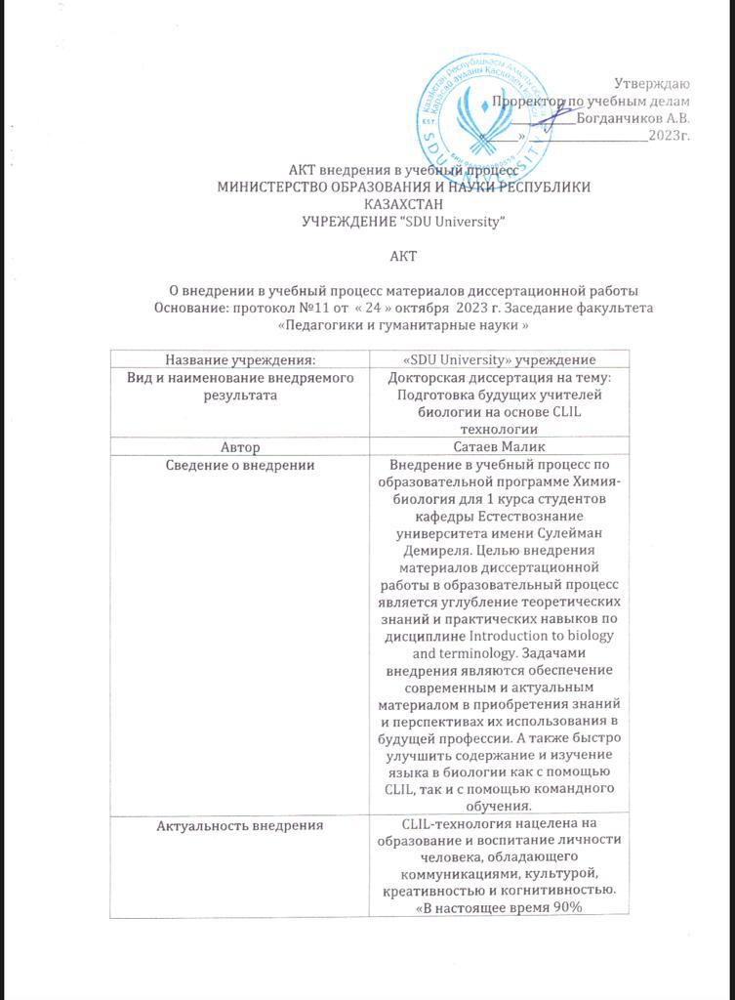 Утверждаю
Проректор по учебным делам
__________Богданчиков А.В.
«_____» ___________________2023г.
SDU UNIVERSITY
EST.
АКТ внедрения в учебный процесс
МИНИСТЕРСТВО ОБРАЗОВАНИЯ И НАУКИ РЕСПУБЛИКИ
КАЗАХСТАН
УЧРЕЖДЕНИЕ “SDU University”
АКТ
О внедрении в учебный процесс материалов диссертационной работы
Основание: протокол №11 от « 24 » октября 2023 г. Заседание факультета
«Педагогики и гуманитарные науки »
Название учреждения:
«SDU University» учреждение
Вид и наименование внедряемого
результата
Докторская диссертация на тему:
Подготовка будущих учителей
биологии на основе CLIL
технологии
Автор
Сатаев Малик
Сведение о внедрении
Внедрение в учебный процесс по
образовательной программе Химия-
биология для 1 курса студентов
кафедры Естествознание
университета имени Сулейман
Демиреля. Целью внедрения
материалов диссертационной
работы в образовательный процесс
является углубление теоретических
знаний и практических навыков по
дисциплине Introduction to biology
and terminology. Задачами
внедрения являются обеспечение
современным и актуальным
материалом в приобретения знаний
и перспективах их использования в
будущей профессии. А также быстро
улучшить содержание и изучение
языка в биологии как с помощью
CLIL, так и с помощью командного
обучения.
Актуальность внедрения
CLIL-технология нацелена на
образование и воспитание личности
человека, обладающего
коммуникациями, культурой,
креативностью и когнитивностью.
«В настоящее время 90%